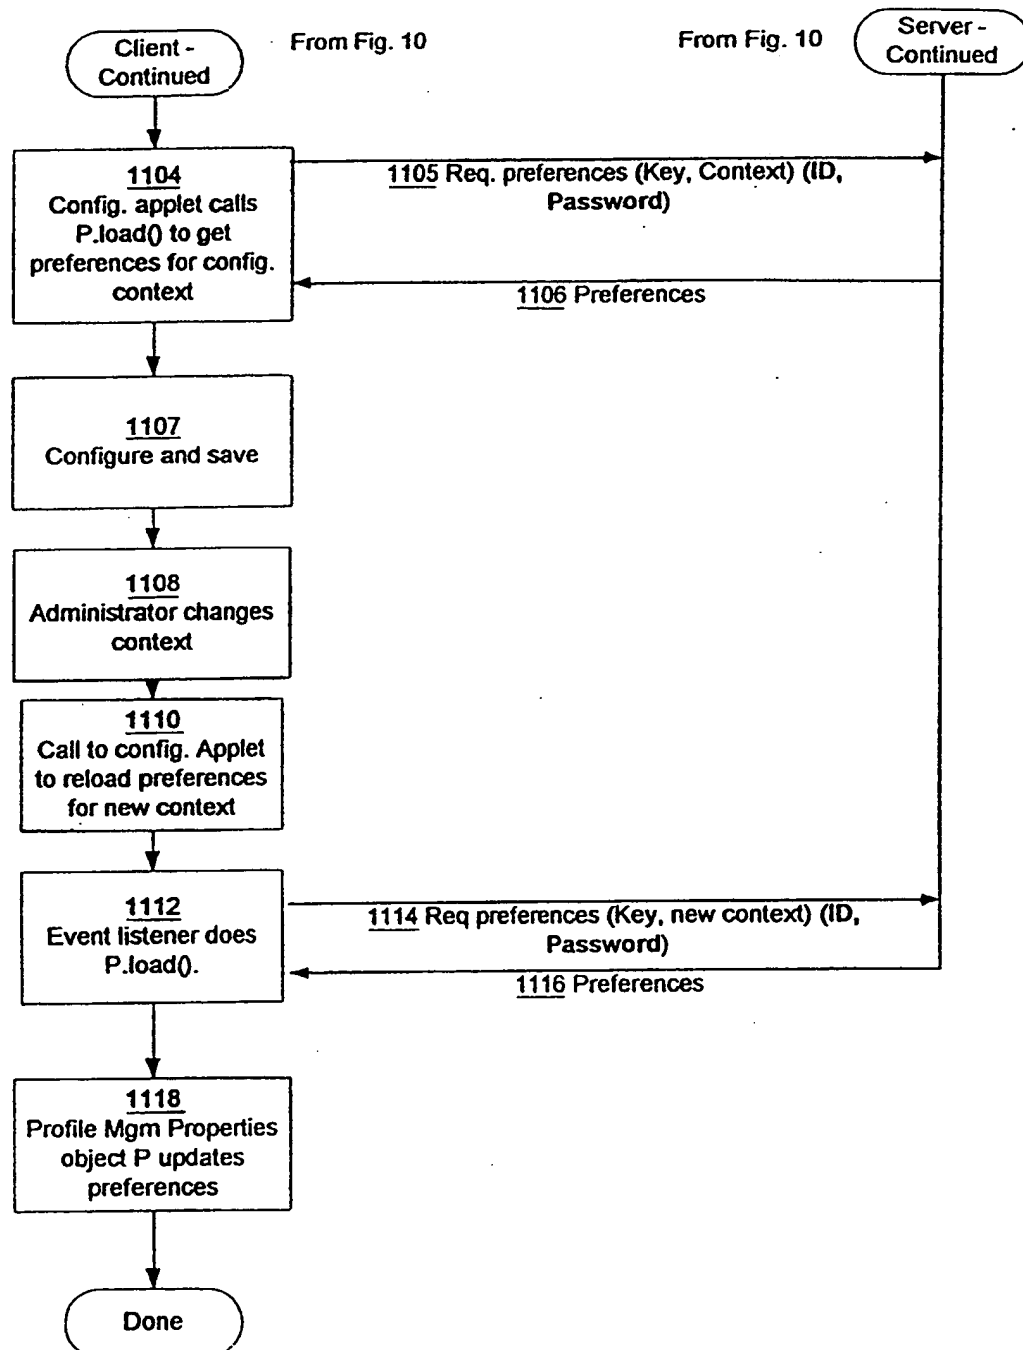 Client -
Continued
From Fig. 10
From Fig. 10
Server -
Continued
1104
Config. applet calls
P.load() to get
preferences for config.
context
1105 Req. preferences (Key, Context) (ID,
Password)
1106 Preferences
1107
Configure and save
1108
Administrator changes
context
1110
Call to config. Applet
to reload preferences
for new context
1112
Event listener does
P.load().
1114 Req preferences (Key, new context) (ID,
Password)
1116 Preferences
1118
Profile Mgm Properties
object P updates
preferences
Done